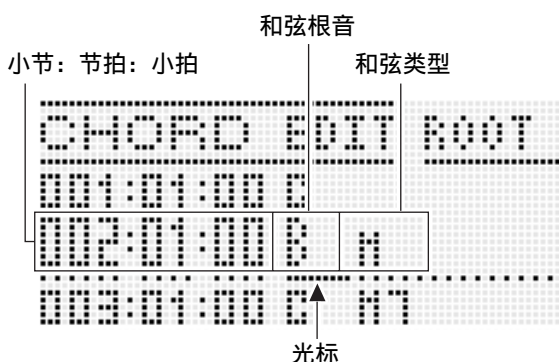 和弦根音
小节：节拍：小拍
和弦类型
CHORD EDIT ROOT
001:01:00 C
002:01:00 B m
003:01:00 C M7
光标